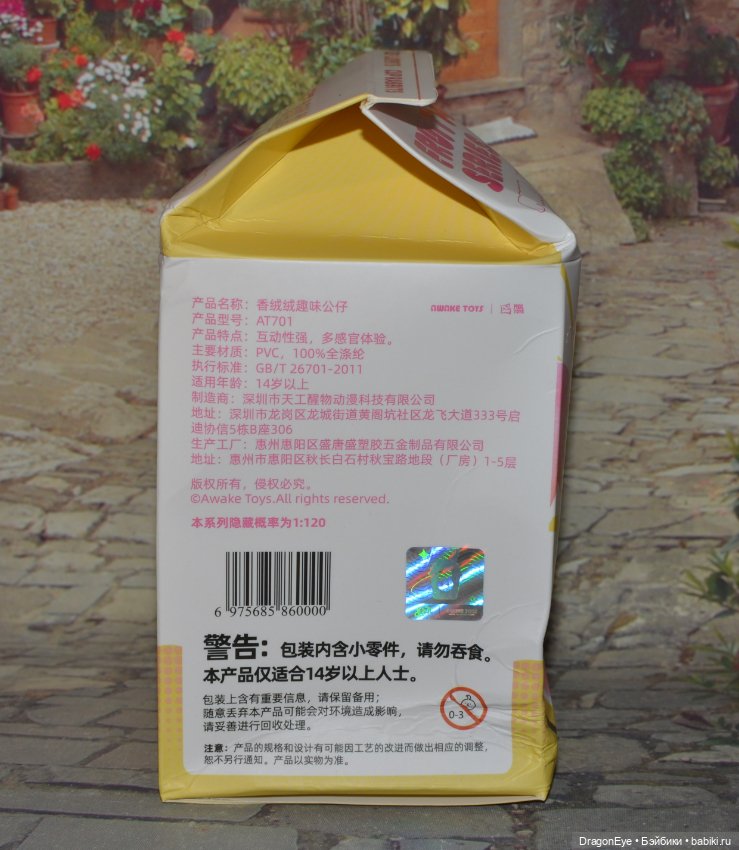 产品名称：香绒绒趣味公仔
AWAKE TOYS
产品型号：AT701
产品特点：互动性强，多感官体验。
主要材质：PVC，100%全涤纶
执行标准：GB/T 26701-2011
适用年龄：14岁以上
制造商：深圳市天工醒物动漫科技有限公司
地址：深圳市龙岗区龙城街道黄阁坑社区龙飞大道333号启
迪协信5栋B座306
生产工厂：惠州惠阳区盛唐盛塑胶五金制品有限公司
地址：惠州市惠阳区秋长白石村秋宝路地段（厂房）1-5层
版权所有，侵权必究。
©Awake Toys.All rights reserved.
本系列隐藏概率为1:120
6 975685 860000
警告：包装内含小零件，请勿吞食。
本产品仅适合14岁以上人士。
包装上含有重要信息，请保留备用；
随意丢弃本产品可能会对环境造成影响，
请妥善进行回收处理。
0-3
注意：产品的规格和设计有可能因工艺的改进而做出相应的调整，
恕不另行通知。产品以实物为准。
DragonEye • Бэйбики • babiki.ru